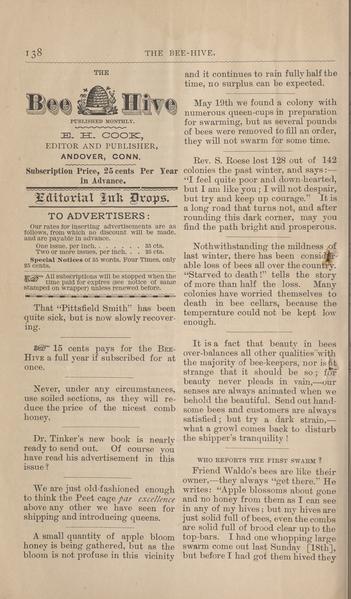 138
THE BEE-HIVE.
THE
Bee Hive
PUBLISHED MONTHLY.
E. H. COOK,
EDITOR AND PUBLISHER,
ANDOVER, CONN.
Subscription Price, 25 cents Per Year
in Advance.
Editorial Ink Drops.
TO ADVERTISERS:
Our rates for inserting advertisements are as
follows, from which no discount will be made,
and are payable in advance.
One issue, per inch. . . . . . . . 35 cts.
Two or more issues, per inch. . . 25 cts.
Special Notices of 35 words, Four Times, only
25 cents.
☞ All subscriptions will be stopped when the
time paid for expires (see notice of same
stamped on wrapper) unless renewed before.
That "Pittsfield Smith" has been
quite sick, but is now slowly recover-
ing.
☞ 15 cents pays for the BEE-
HIVE a full year if subscribed for at
once.
Never, under any circumstances,
use soiled sections, as they will re-
duce the price of the nicest comb
honey.
Dr. Tinker's new book is nearly
ready to send out. Of course you
have read his advertisement in this
issue?
We are just old-fashioned enough
to think the Peet cage par excellence
above any other we have seen for
shipping and introducing queens.
A small quantity of apple bloom
honey is being gathered, but as the
bloom is not profuse in this vicinity
and it continues to rain fully half the
time, no surplus can be expected.
May 19th we found a colony with
numerous queen-cups in preparation
for swarming, but as several pounds
of bees were removed to fill an order,
they will not swarm for some time.
Rev. S. Roese lost 128 out of 142
colonies the past winter, and says:—
"I feel quite poor and down-hearted,
but I am like you; I will not despair,
but try and keep up courage." It is
a long road that turns not, and after
rounding this dark corner, may you
find the path bright and prosperous.
Nothwithstanding the mildness of
last winter, there has been consider-
able loss of bees all over the country.
"Starved to death!" tells the story
of more than half the loss. Many
colonies have worried themselves to
death in bee cellars, because the
temperature could not be kept low
enough.
It is a fact that beauty in bees
over-balances all other qualities with
the majority of bee-keepers, nor is it
strange that it should be so; for
beauty never pleads in vain,—our
senses are always animated when we
behold the beautiful. Send out hand-
some bees and customers are always
satisfied; but try a dark strain,—
what a growl comes back to disturb
the shipper's tranquility!
WHO REPORTS THE FIRST SWARM?
Friend Waldo's bees are like their
owner,—they always "get there." He
writes: "Apple blossoms about gone
and no honey from them as I can see
in any of my hives; but my hives are
just solid full of bees, even the combs
are solid full of brood clear up to the
top-bars. I had one whopping large
swarm come out last Sunday [18th],
but before I had got them hived they